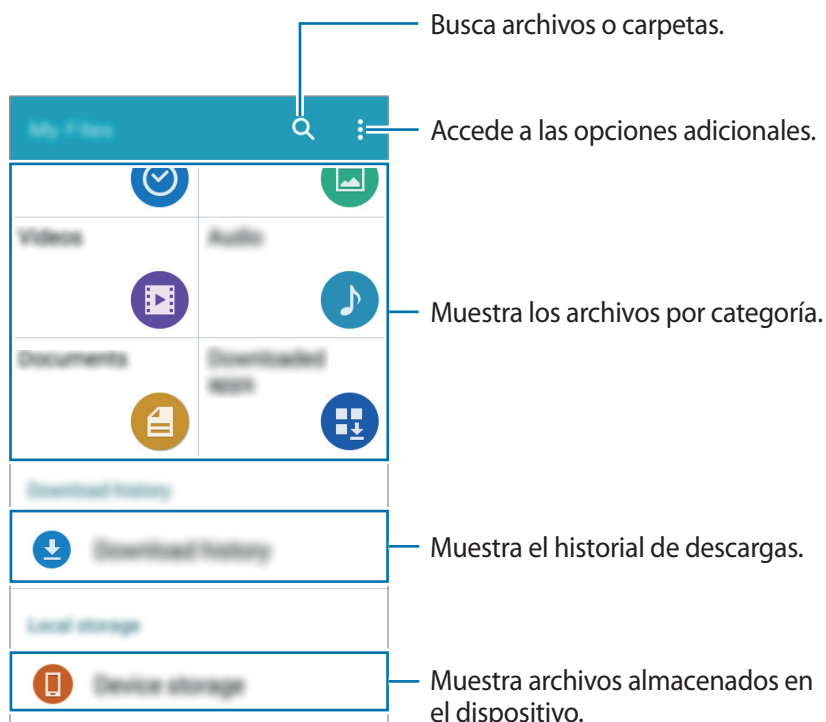 Busca archivos o carpetas.
My Files
Accede a las opciones adicionales.
Videos
Audio
Muestra los archivos por categoría.
Documents
Downloaded
apps
Download history
Download history
Muestra el historial de descargas.
Local storage
Device storage
Muestra archivos almacenados en
el dispositivo.